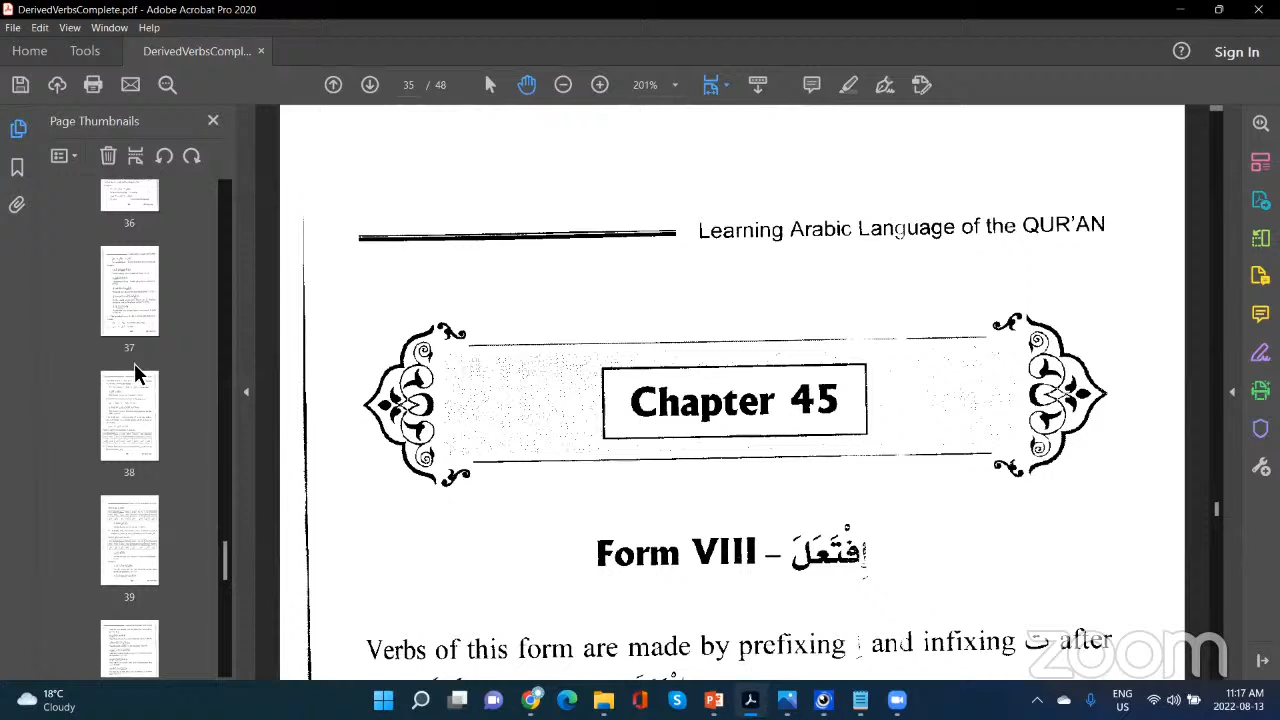 DerivedVerbsComplete.pdf - Adobe Acrobat Pro 2020
File Edit View Window Help
Home Tools DerivedVerbsCompl... ×
Sign In
35 / 48 201%
Page Thumbnails
36
37
38
39
Learning Arabic Language of the QUR'AN
Chapter 45
Form VIII – اِفْتَعَلَ
of this form are made by prefixing اِ and infixing ت after
zoom
18°C
Cloudy
ENG
US
11:17 AM
2022-08-13